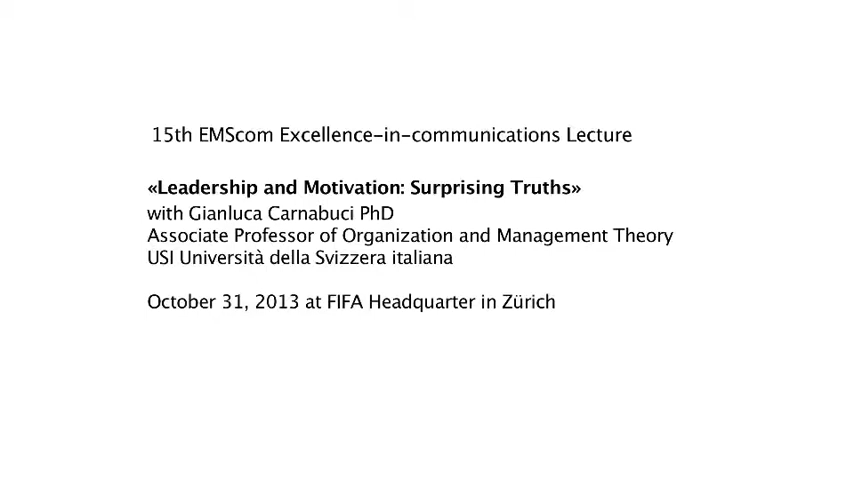 15th EMScom Excellence-in-communications Lecture
«Leadership and Motivation: Surprising Truths»
with Gianluca Carnabuci PhD
Associate Professor of Organization and Management Theory
USI Università della Svizzera italiana
October 31, 2013 at FIFA Headquarter in Zürich